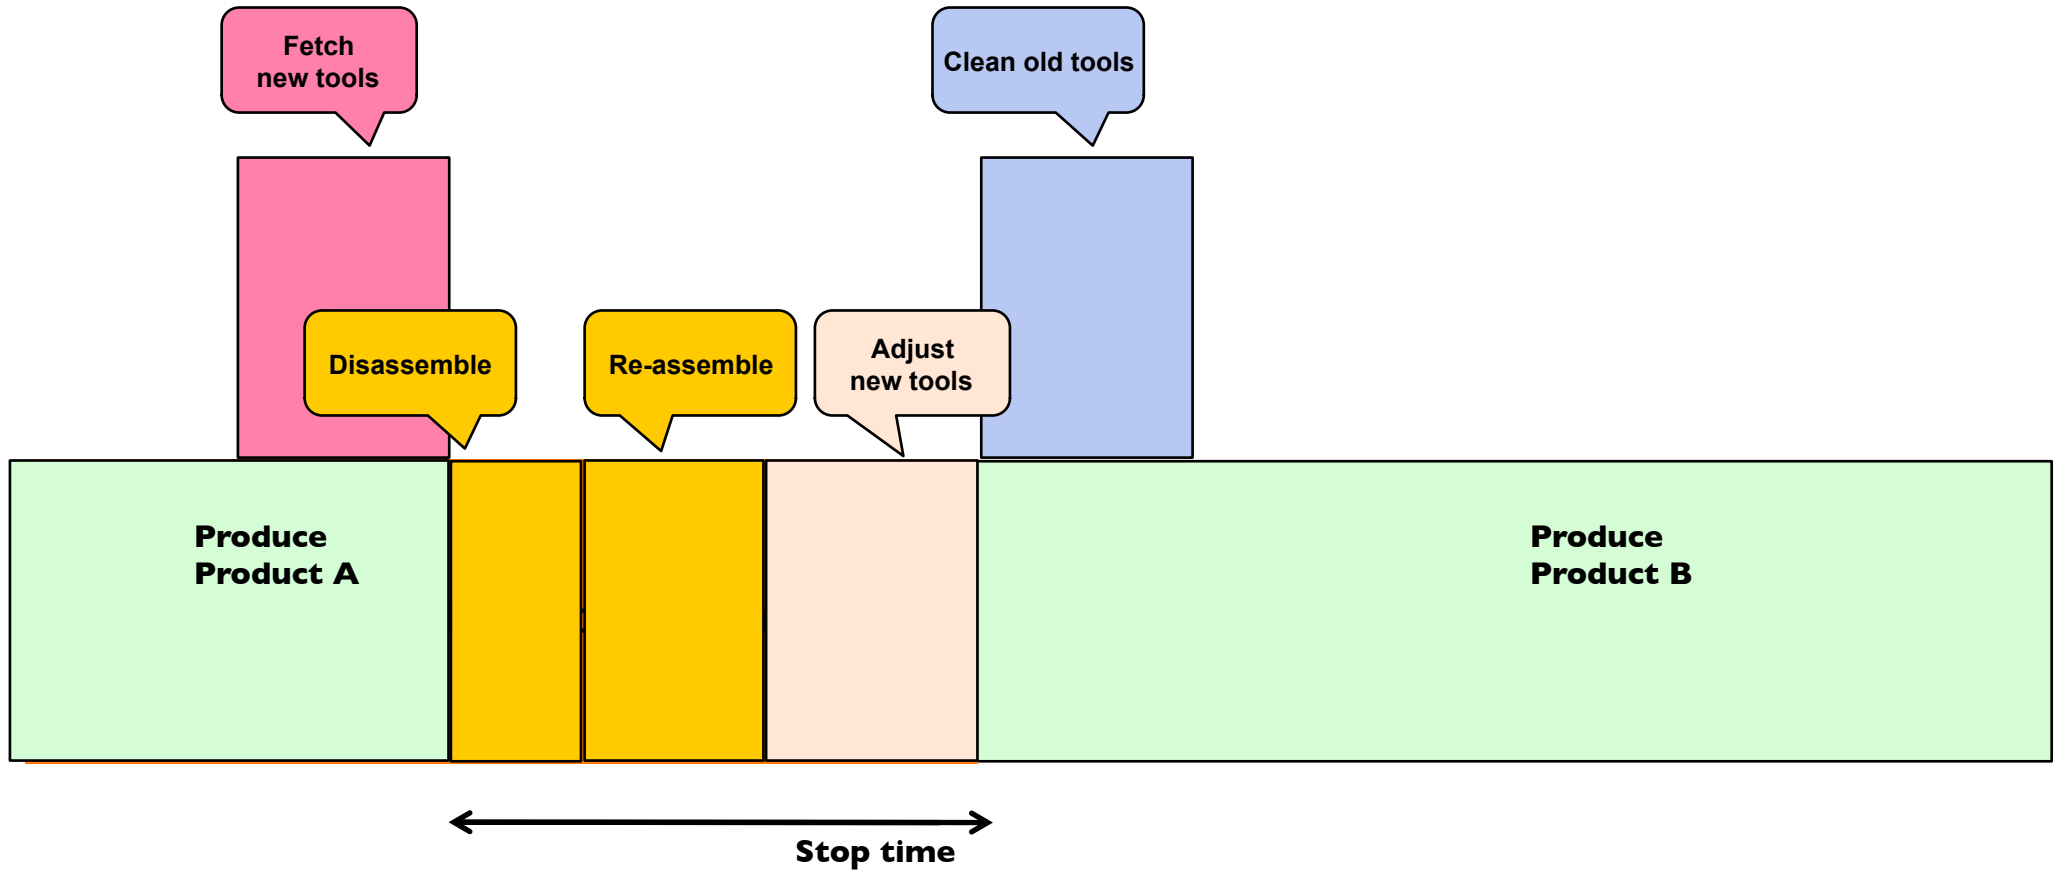 Fetch
new tools
Clean old tools
Disassemble
Re-assemble
Adjust
new tools
Produce
Product A
Produce
Product B
Stop time